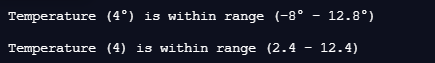 Temperature (4°) is within range (-8° - 12.8°)
Temperature (4) is within range (2.4 - 12.4)